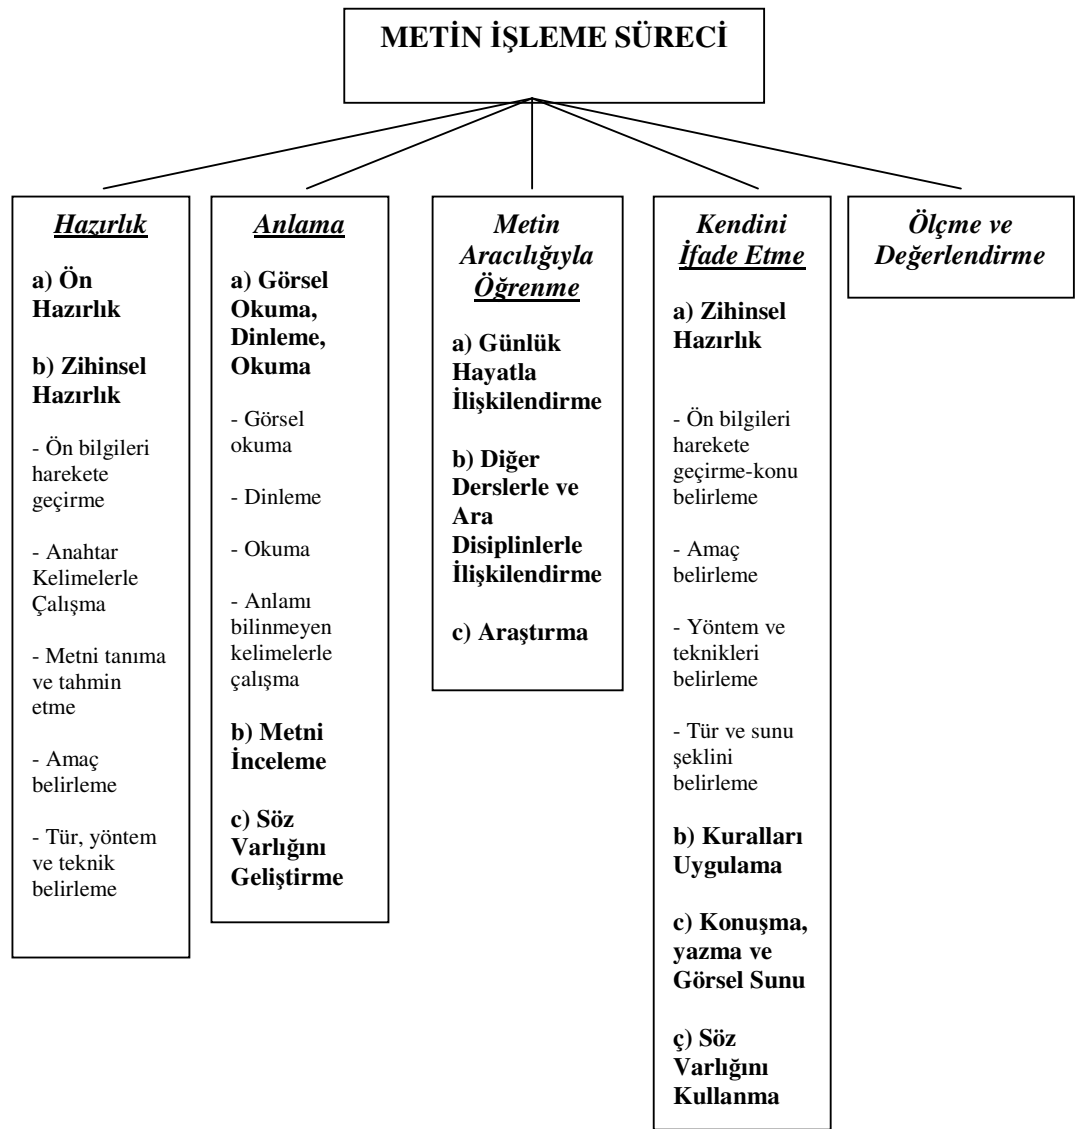 METİN İŞLEME SÜRECİ
Hazırlık
a) Ön
Hazırlık
b) Zihinsel
Hazırlık
- Ön bilgileri
harekete
geçirme
- Anahtar
Kelimelerle
Çalışma
- Metni tanıma
ve tahmin
etme
- Amaç
belirleme
- Tür, yöntem
ve teknik
belirleme
Anlama
a) Görsel
Okuma,
Dinleme,
Okuma
- Görsel
okuma
- Dinleme
- Okuma
- Anlamı
bilinmeyen
kelimelerle
çalışma
b) Metni
İnceleme
c) Söz
Varlığını
Geliştirme
Metin
Aracılığıyla
Öğrenme
a) Günlük
Hayatla
İlişkilendirme
b) Diğer
Derslerle ve
Ara
Disiplinlerle
İlişkilendirme
c) Araştırma
Kendini
İfade Etme
a) Zihinsel
Hazırlık
- Ön bilgileri
harekete
geçirme-konu
belirleme
- Amaç
belirleme
- Yöntem ve
teknikleri
belirleme
- Tür ve sunu
şeklini
belirleme
b) Kuralları
Uygulama
c) Konuşma,
yazma ve
Görsel Sunu
ç) Söz
Varlığını
Kullanma
Ölçme ve
Değerlendirme